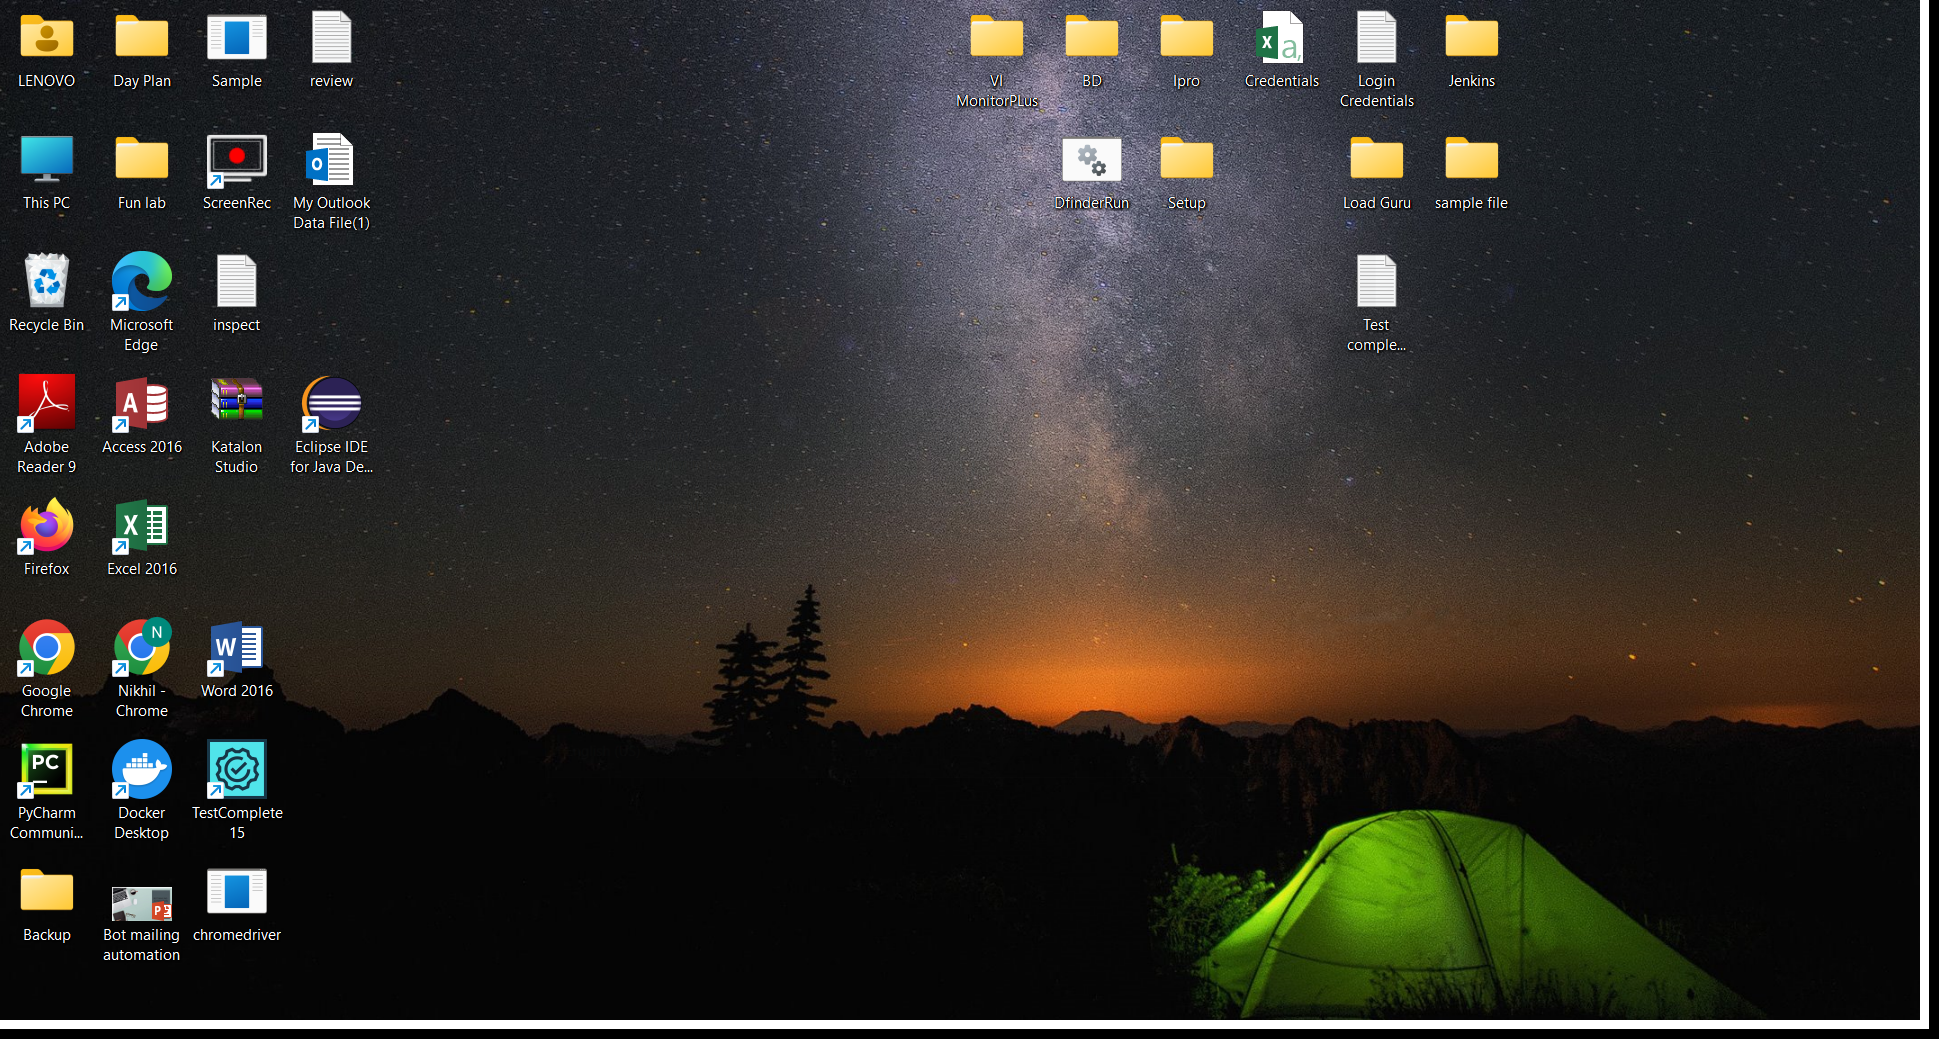 LENOVO
Day Plan
Sample
review
VI
MonitorPLus
BD
Ipro
Credentials
Login
Credentials
Jenkins
This PC
Fun lab
ScreenRec
My Outlook
Data File(1)
DfinderRun
Setup
Load Guru
sample file
Recycle Bin
Microsoft
Edge
inspect
Test
comple...
Adobe
Reader 9
Access 2016
Katalon
Studio
Eclipse IDE
for Java De...
Firefox
Excel 2016
Google
Chrome
N
Nikhil -
Chrome
Word 2016
PC
PyCharm
Communi...
Docker
Desktop
TestComplete
15
Backup
Bot mailing
automation
chromedriver